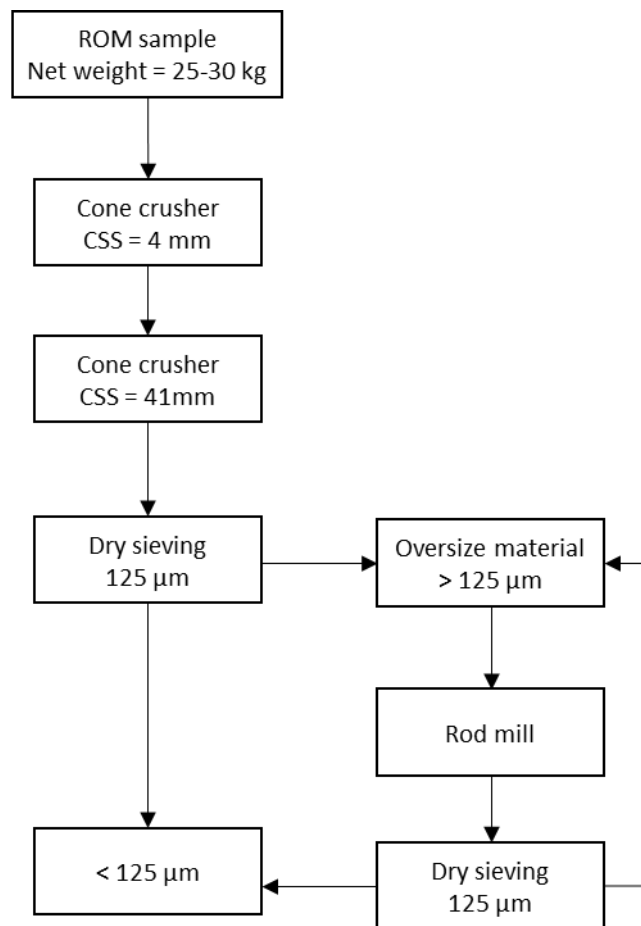 ROM sample
Net weight = 25-30 kg
Cone crusher
CSS = 4 mm
Cone crusher
CSS = 41mm
Dry sieving
125 µm
Oversize material
> 125 µm
Rod mill
< 125 µm
Dry sieving
125 µm